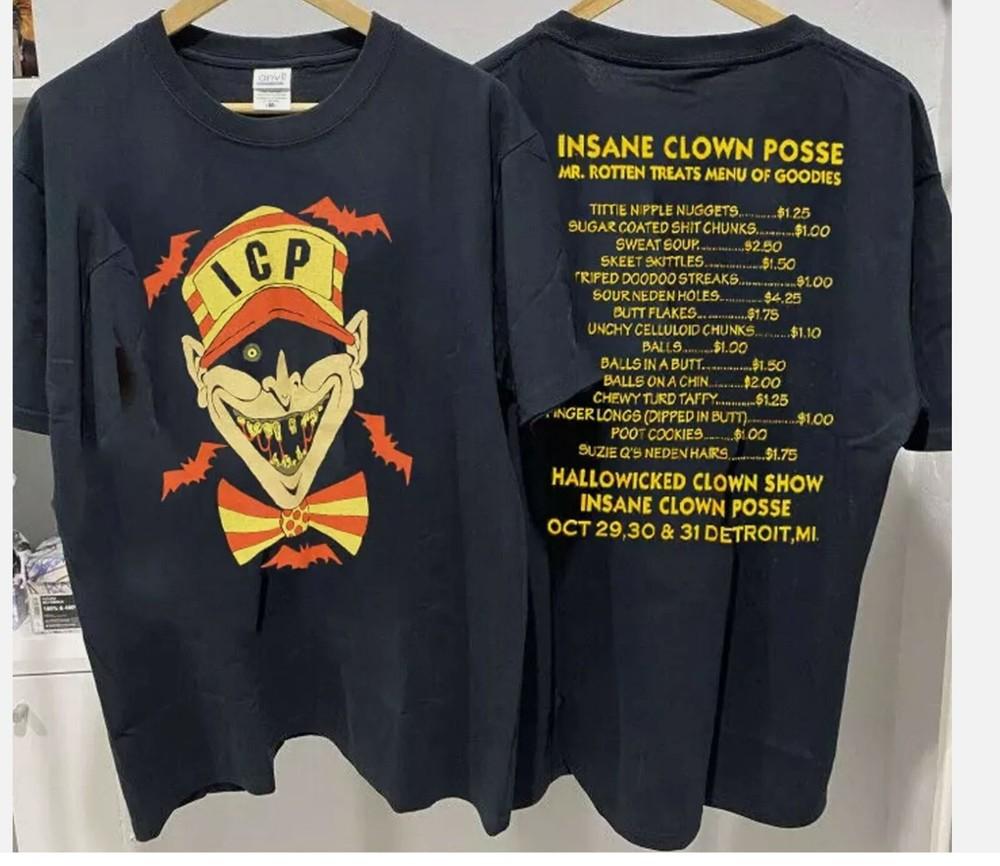 anvil
ICP
INSANE CLOWN POSSE
MR. ROTTEN TREATS MENU OF GOODIES
TITTIE NIPPLE NUGGETS..........$1.25
SUGAR COATED SHIT CHUNKS..........$1.00
SWEAT SOUP..........$2.50
SKEET SKITTLES..........$1.50
TRIPED DOODOO STREAKS..........$1.00
SOUR NEDEN HOLES..........$4.25
BUTT FLAKES..........$1.75
UNCHY CELLULOID CHUNKS..........$1.10
BALLS..........$1.00
BALLS IN A BUTT..........$1.50
BALLS ON A CHIN..........$2.00
CHEWY TURD TAFFY..........$1.25
INGER LONGS (DIPPED IN BUTT)..........$1.00
POOT COOKIES..........$1.00
SUZIE Q'S NEDEN HAIRS..........$1.75
HALLOWICKED CLOWN SHOW
INSANE CLOWN POSSE
OCT 29,30 & 31 DETROIT,MI.